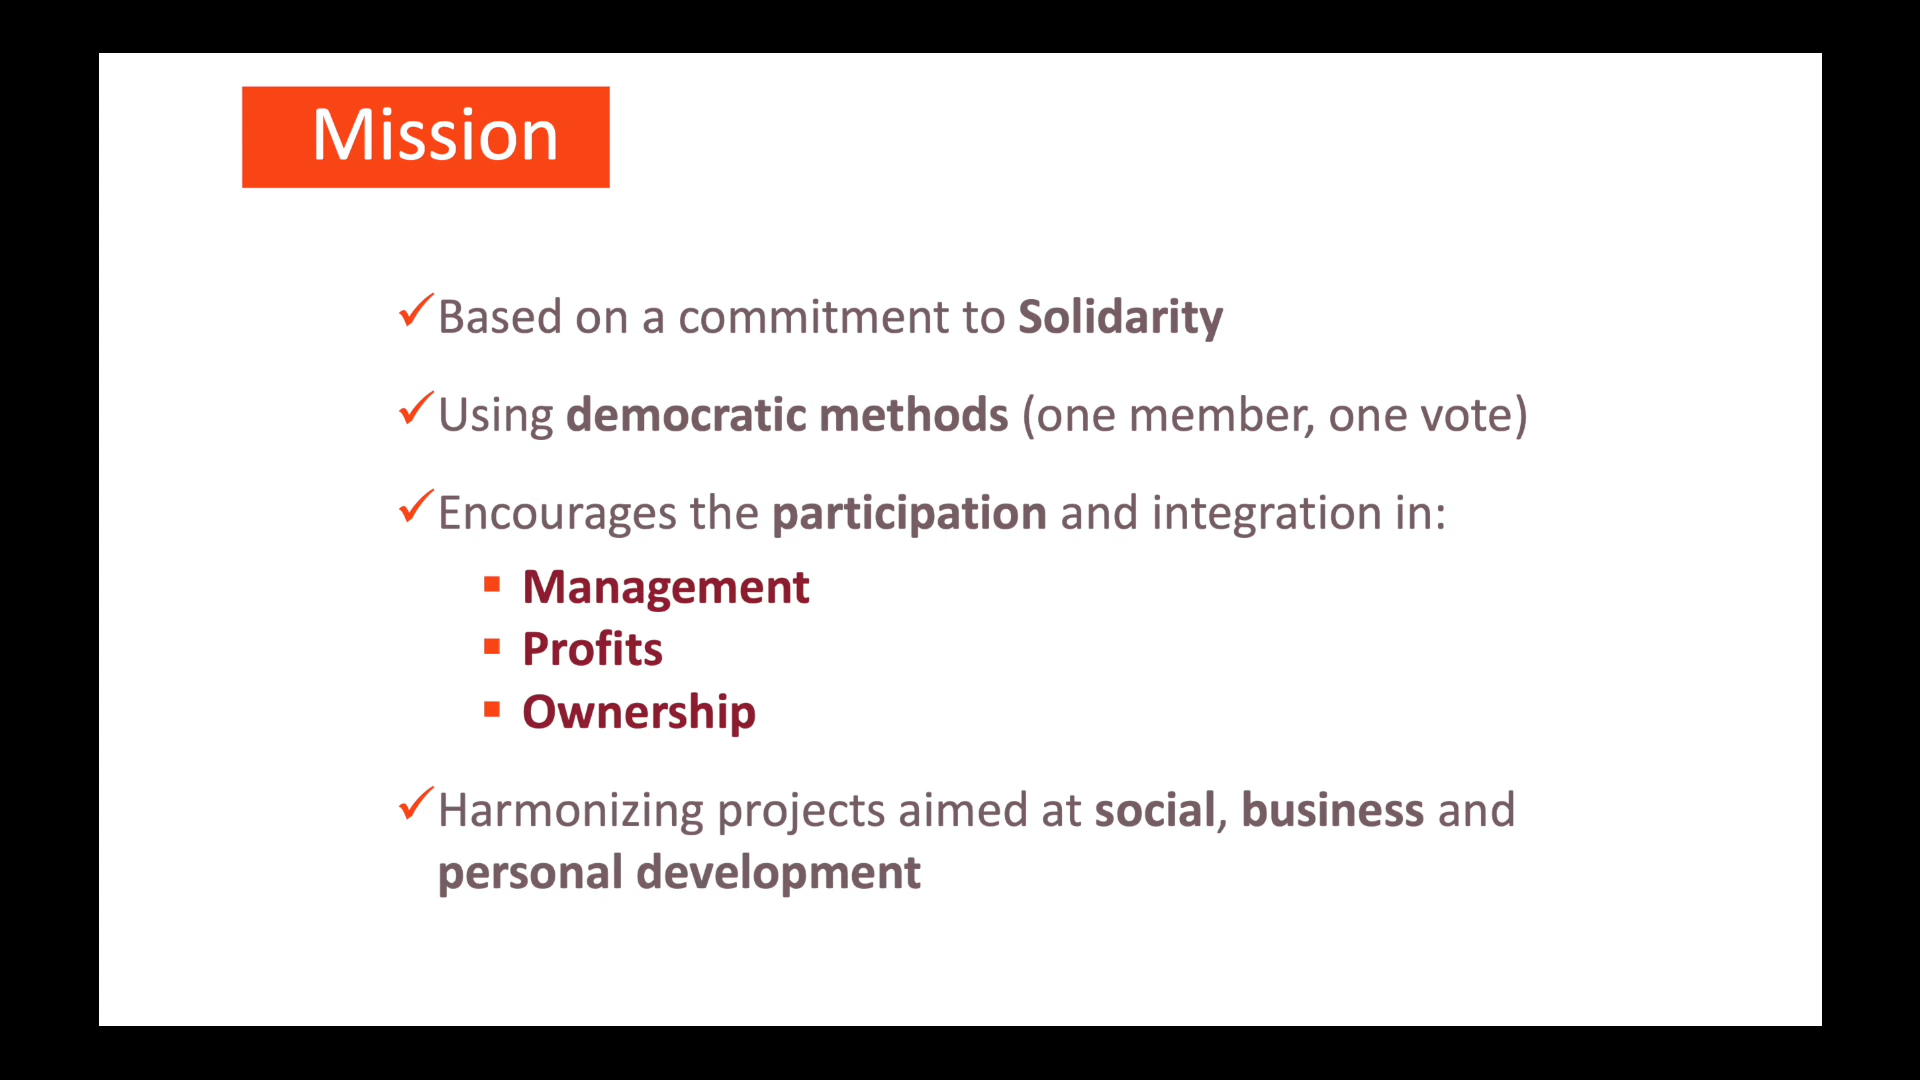 Mission
Based on a commitment to Solidarity
Using democratic methods (one member, one vote)
Encourages the participation and integration in:
Management
Profits
Ownership
Harmonizing projects aimed at social, business and
personal development